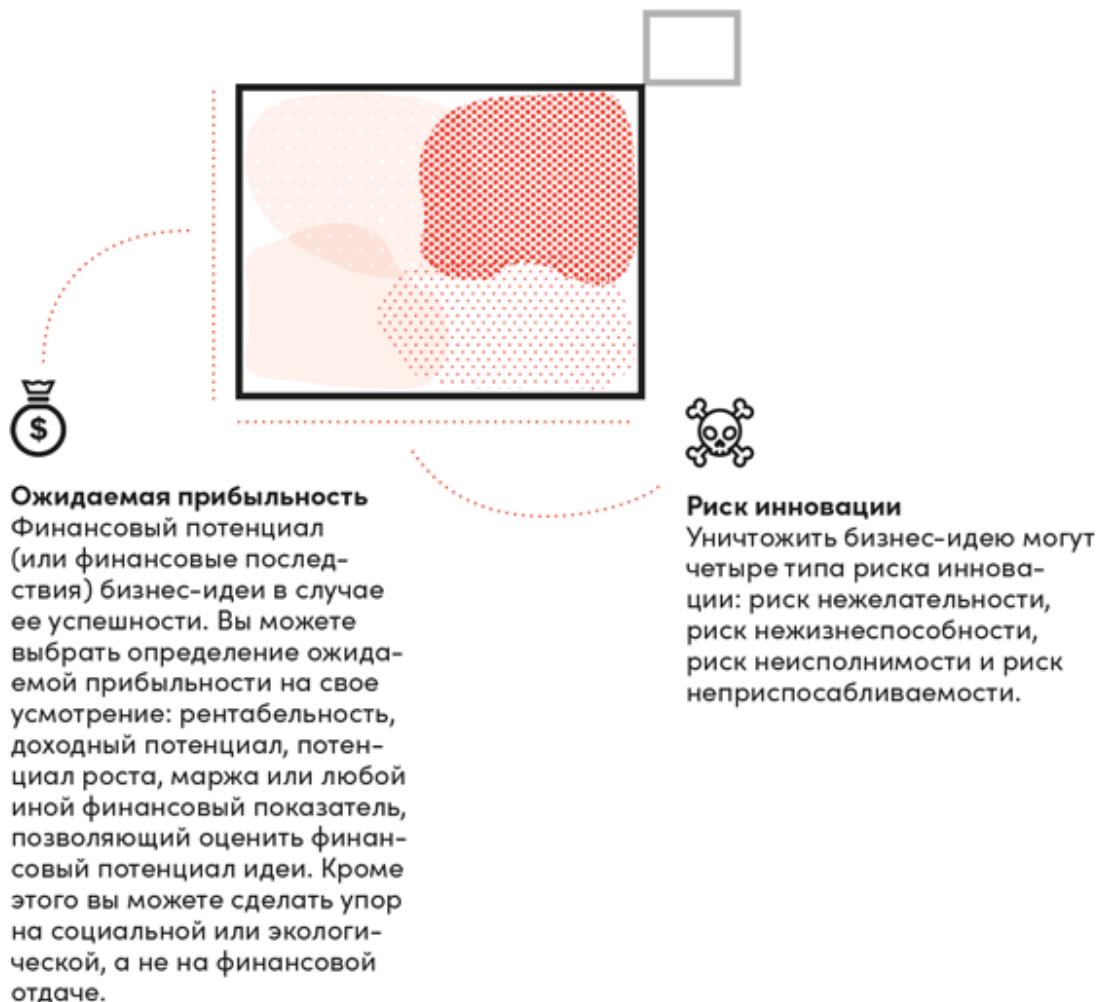 $
Ожидаемая прибыльность
Финансовый потенциал
(или финансовые послед-
ствия) бизнес-идеи в случае
ее успешности. Вы можете
выбрать определение ожида-
емой прибыльности на свое
усмотрение: рентабельность,
доходный потенциал, потен-
циал роста, маржа или любой
иной финансовый показатель,
позволяющий оценить финан-
совый потенциал идеи. Кроме
этого вы можете сделать упор
на социальной или экологи-
ческой, а не на финансовой
отдаче.
Риск инновации
Уничтожить бизнес-идею могут
четыре типа риска иннова-
ции: риск нежелательности,
риск нежизнеспособности,
риск неисполнимости и риск
неприспосабливаемости.